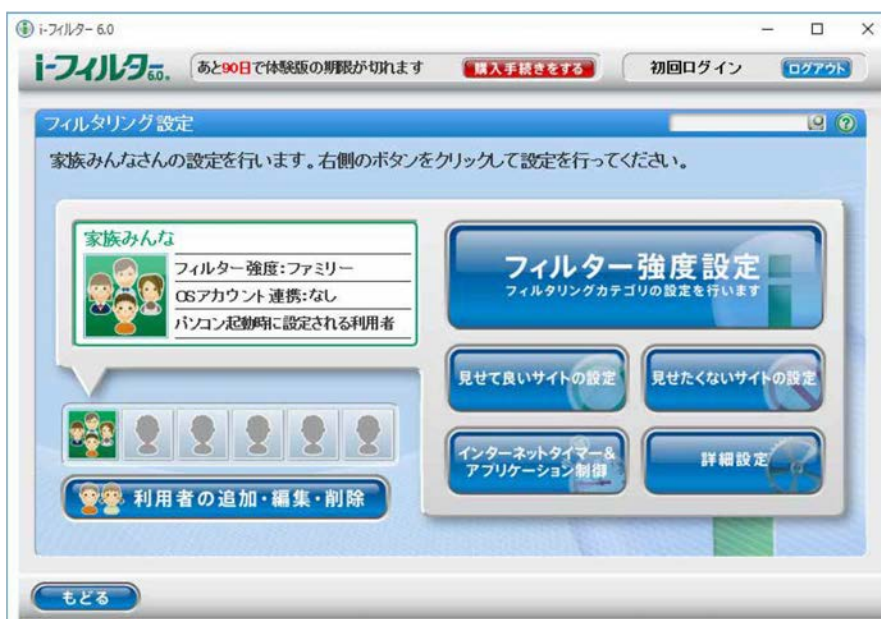 i-フィルター 6.0
i-フィルター6.0.
あと90日で体験版の期限が切れます
購入手続きをする
初回ログイン
ログアウト
フィルタリング設定
家族みんなさんの設定を行います。右側のボタンをクリックして設定を行ってください。
家族みんな
フィルター強度:ファミリー
OSアカウント連携:なし
パソコン起動時に設定される利用者
フィルター強度設定
フィルタリングカテゴリの設定を行います
見せて良いサイトの設定
見せたくないサイトの設定
インターネットタイマー&
アプリケーション制御
詳細設定
利用者の追加・編集・削除
もどる